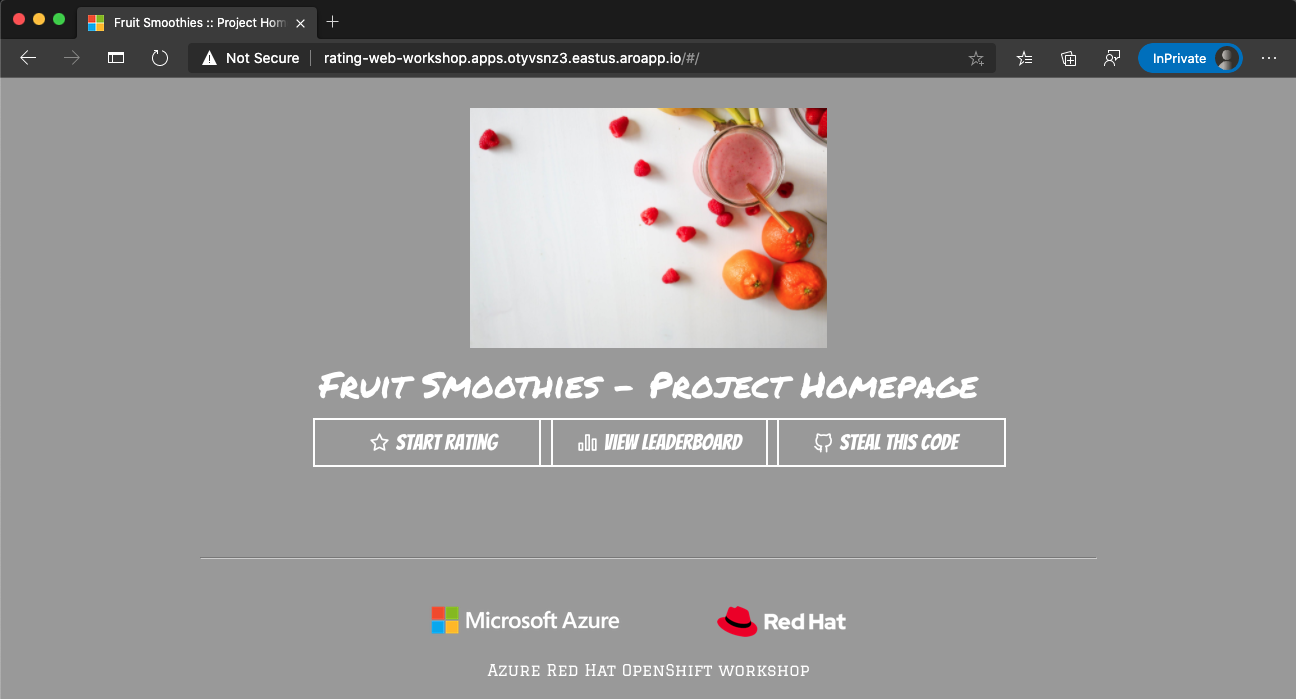 Fruit Smoothies :: Project Hom
Not Secure rating-web-workshop.apps.otyvsnz3.eastus.aroapp.io/#/ InPrivate
Fruit Smoothies – Project Homepage
START RATING VIEW LEADERBOARD STEAL THIS CODE
Microsoft Azure Red Hat
Azure Red Hat OpenShift workshop